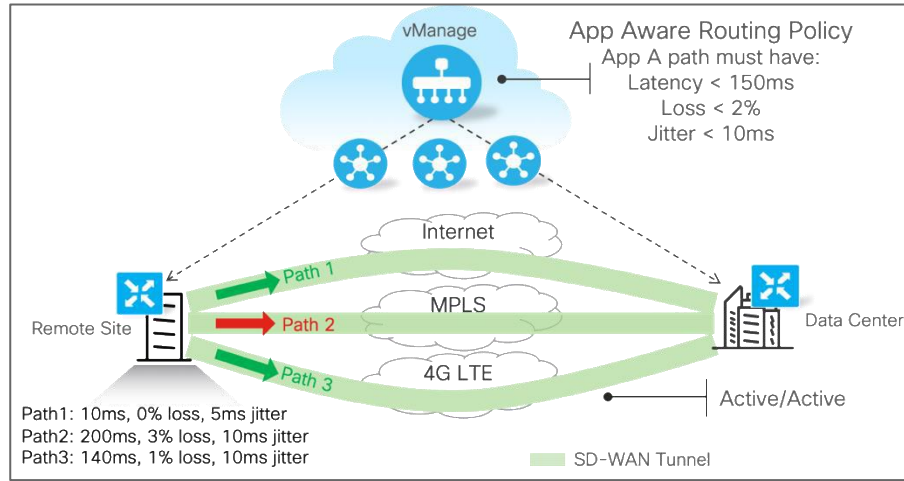 vManage
App Aware Routing Policy
App A path must have:
Latency < 150ms
Loss < 2%
Jitter < 10ms
Internet
Path 1
MPLS
Remote Site
Path 2
Data Center
4G LTE
Path 3
Active/Active
Path1: 10ms, 0% loss, 5ms jitter
Path2: 200ms, 3% loss, 10ms jitter
Path3: 140ms, 1% loss, 10ms jitter
SD-WAN Tunnel